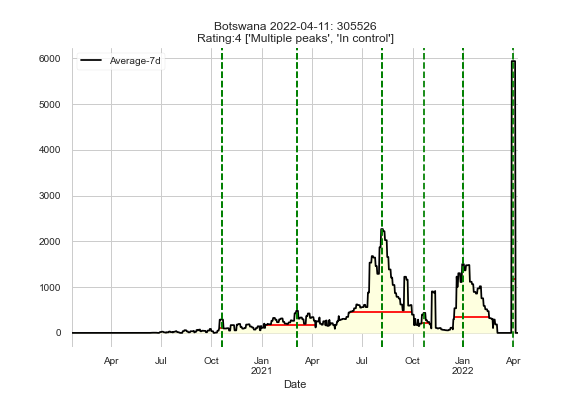 Botswana 2022-04-11: 305526
Rating:4 ['Multiple peaks', 'In control']
Average-7d
6000
5000
4000
3000
2000
1000
0
Apr Jul Oct Jan Apr Jul Oct Jan Apr
2021 2022
Date